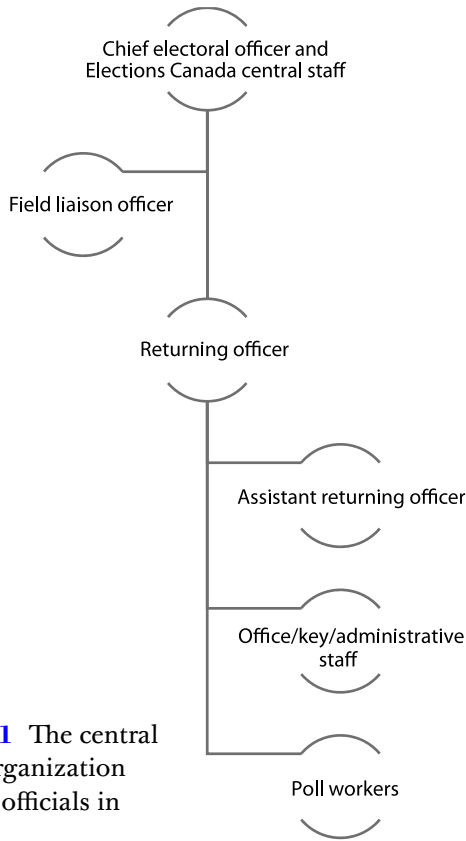 Chief electoral officer and
Elections Canada central staff
Field liaison officer
Returning officer
Assistant returning officer
Office/key/administrative
staff
Poll workers
1 The central
rganization
officials in